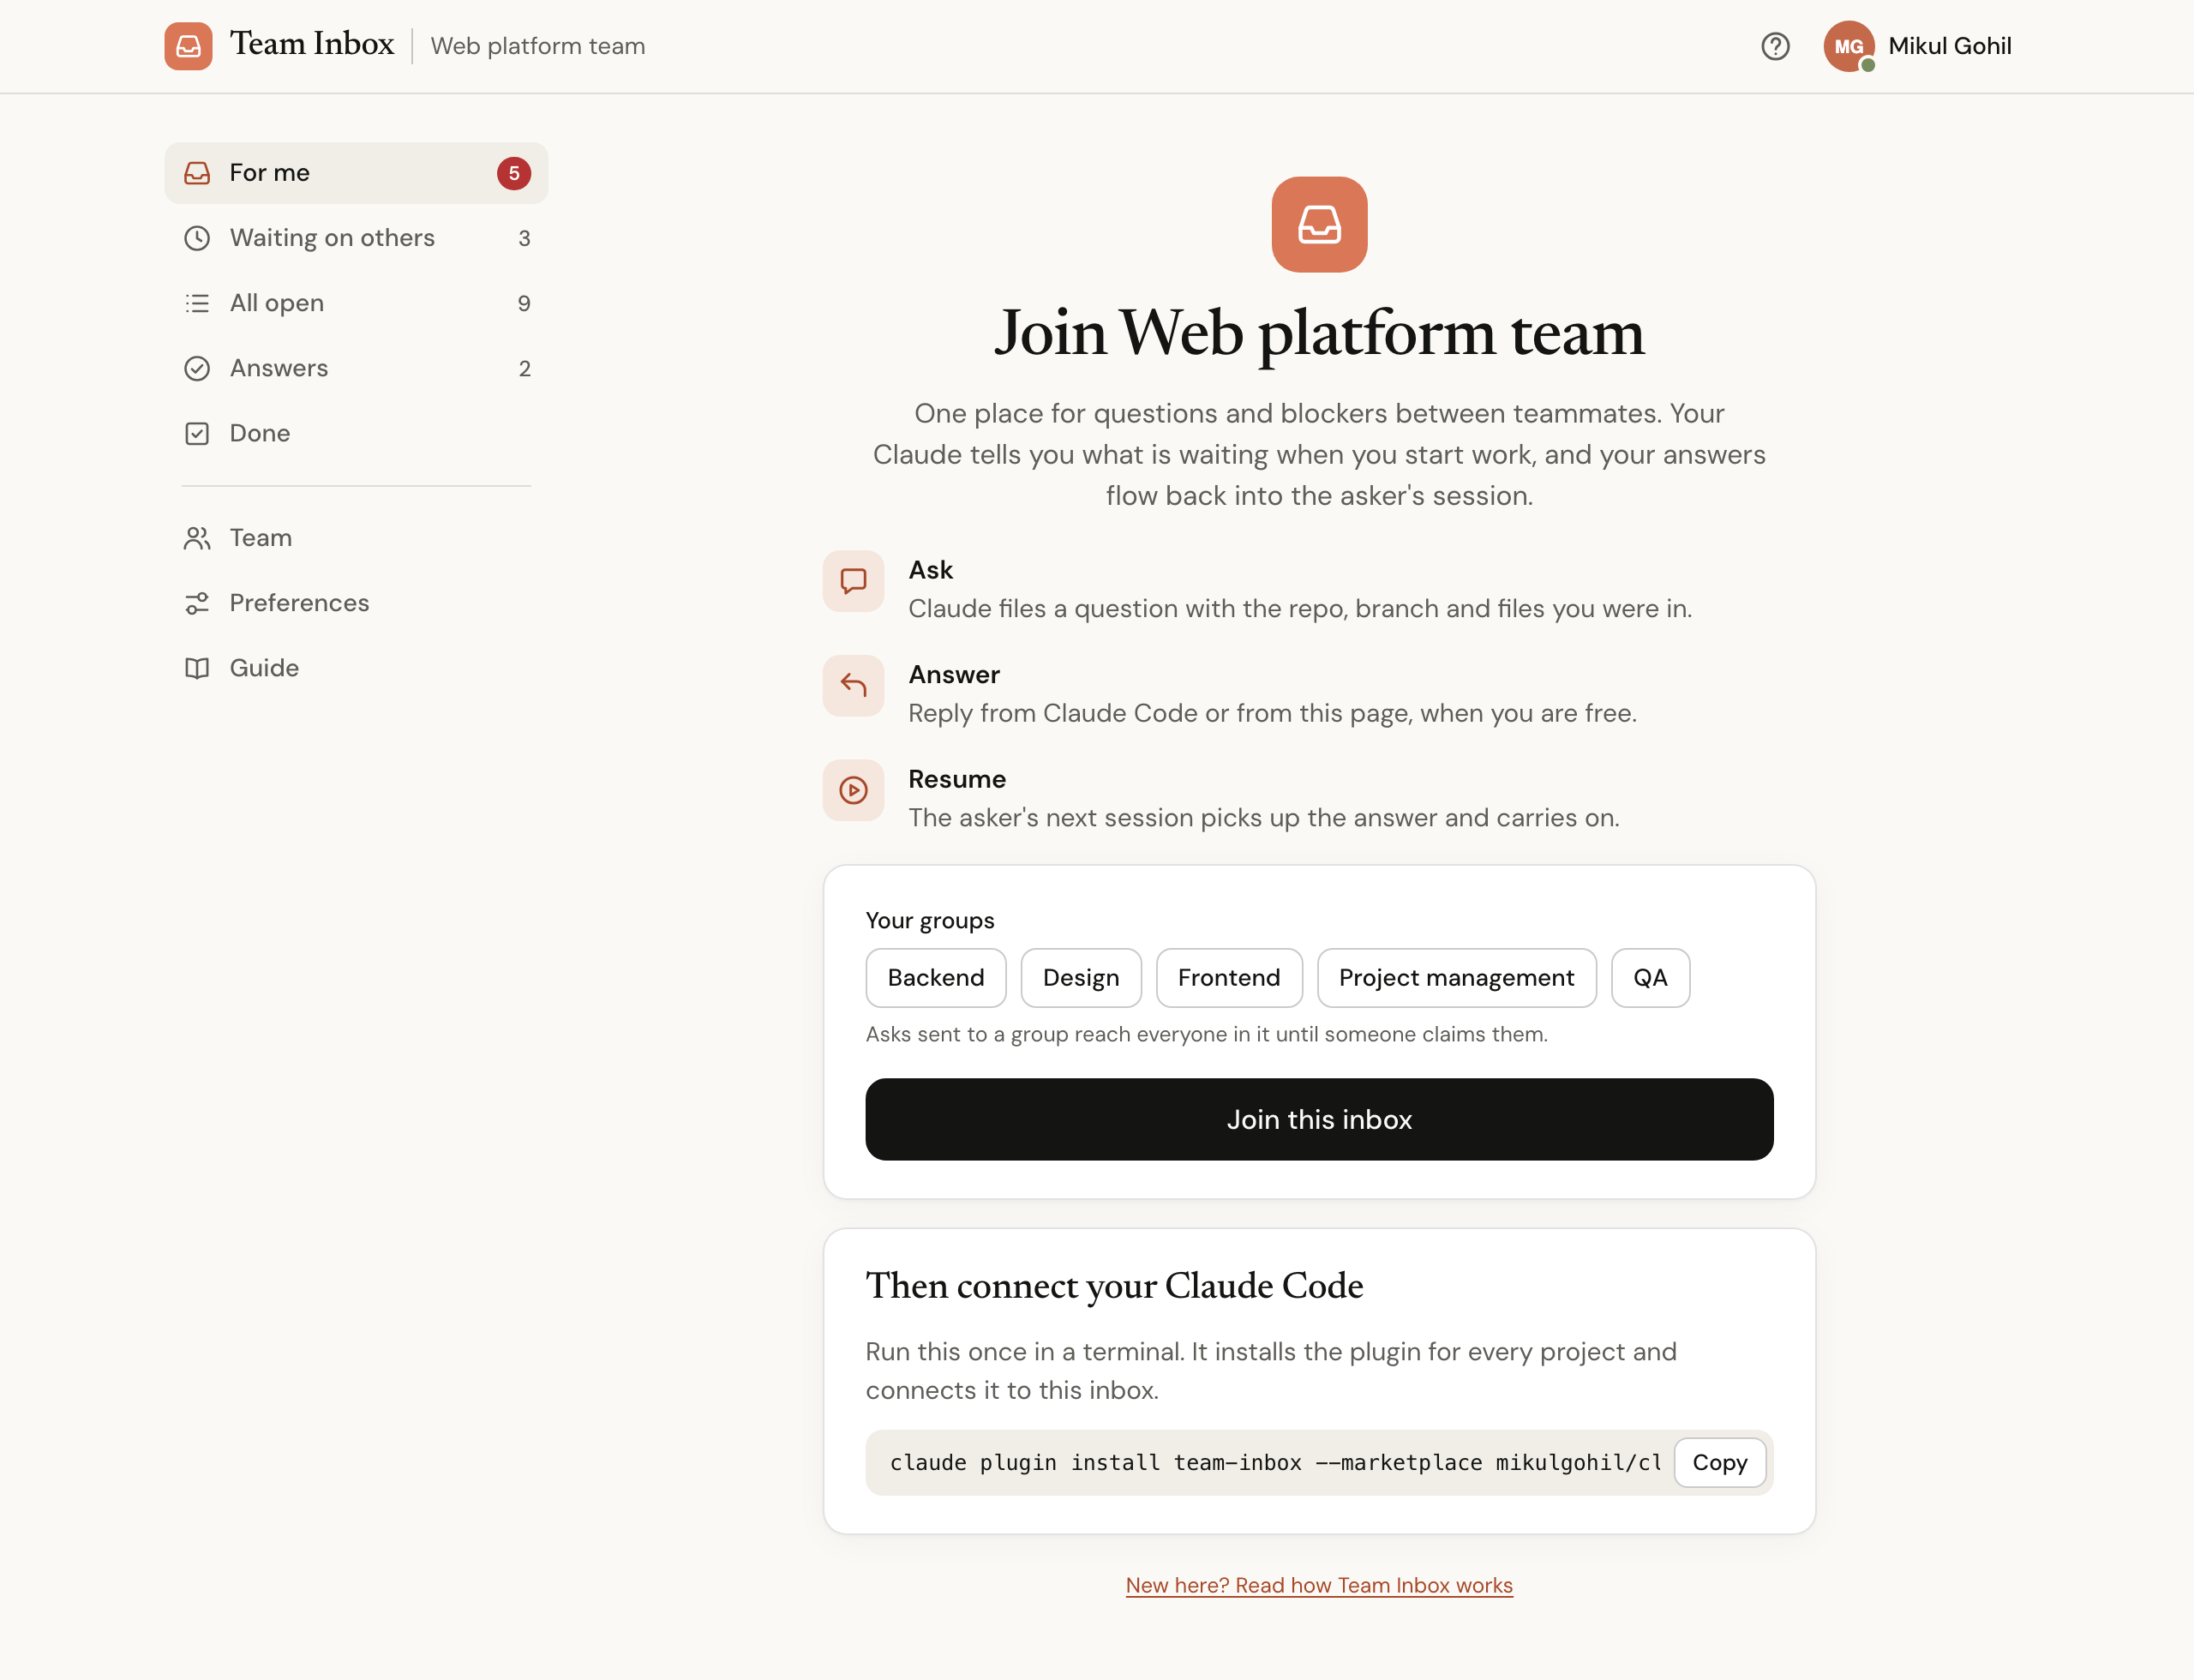 Team Inbox
Web platform team
MG
Mikul Gohil
For me
5
Waiting on others
3
All open
9
Answers
2
Done
Team
Preferences
Guide
Join Web platform team
One place for questions and blockers between teammates. Your
Claude tells you what is waiting when you start work, and your answers
flow back into the asker's session.
Ask
Claude files a question with the repo, branch and files you were in.
Answer
Reply from Claude Code or from this page, when you are free.
Resume
The asker's next session picks up the answer and carries on.
Your groups
Backend
Design
Frontend
Project management
QA
Asks sent to a group reach everyone in it until someone claims them.
Join this inbox
Then connect your Claude Code
Run this once in a terminal. It installs the plugin for every project and
connects it to this inbox.
claude plugin install team-inbox --marketplace mikulgohil/cl
Copy
New here? Read how Team Inbox works